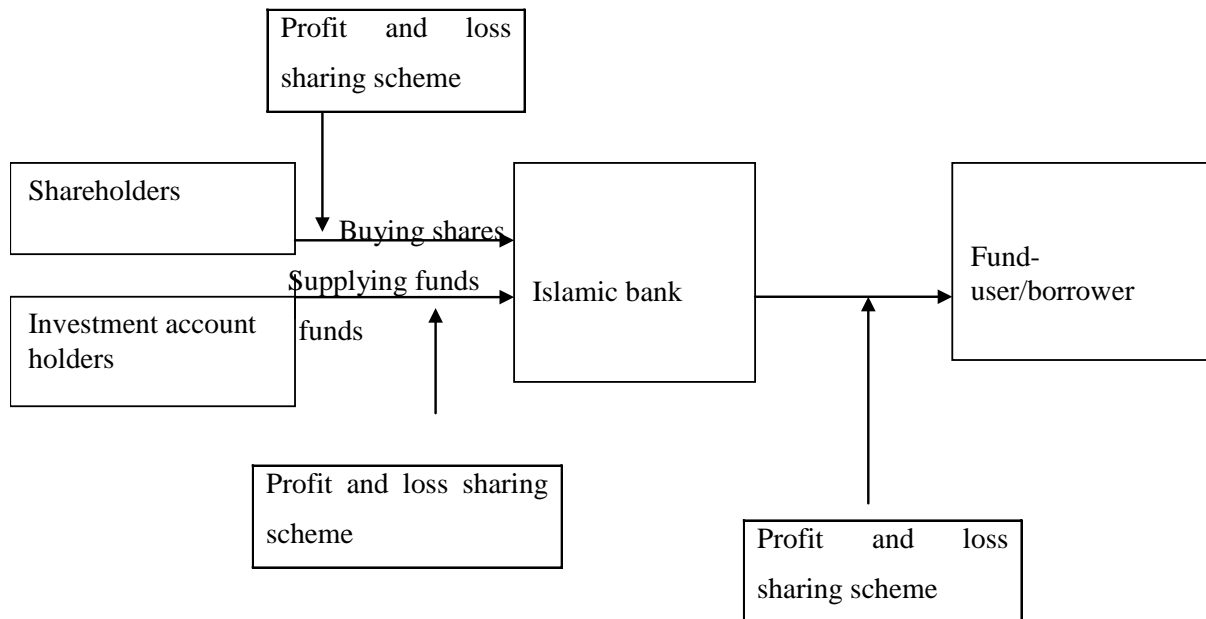 Profit and loss
sharing scheme
Shareholders
Buying shares
Supplying funds
Investment account
holders
funds
Islamic bank
Fund-
user/borrower
Profit and loss sharing
scheme
Profit and loss
sharing scheme